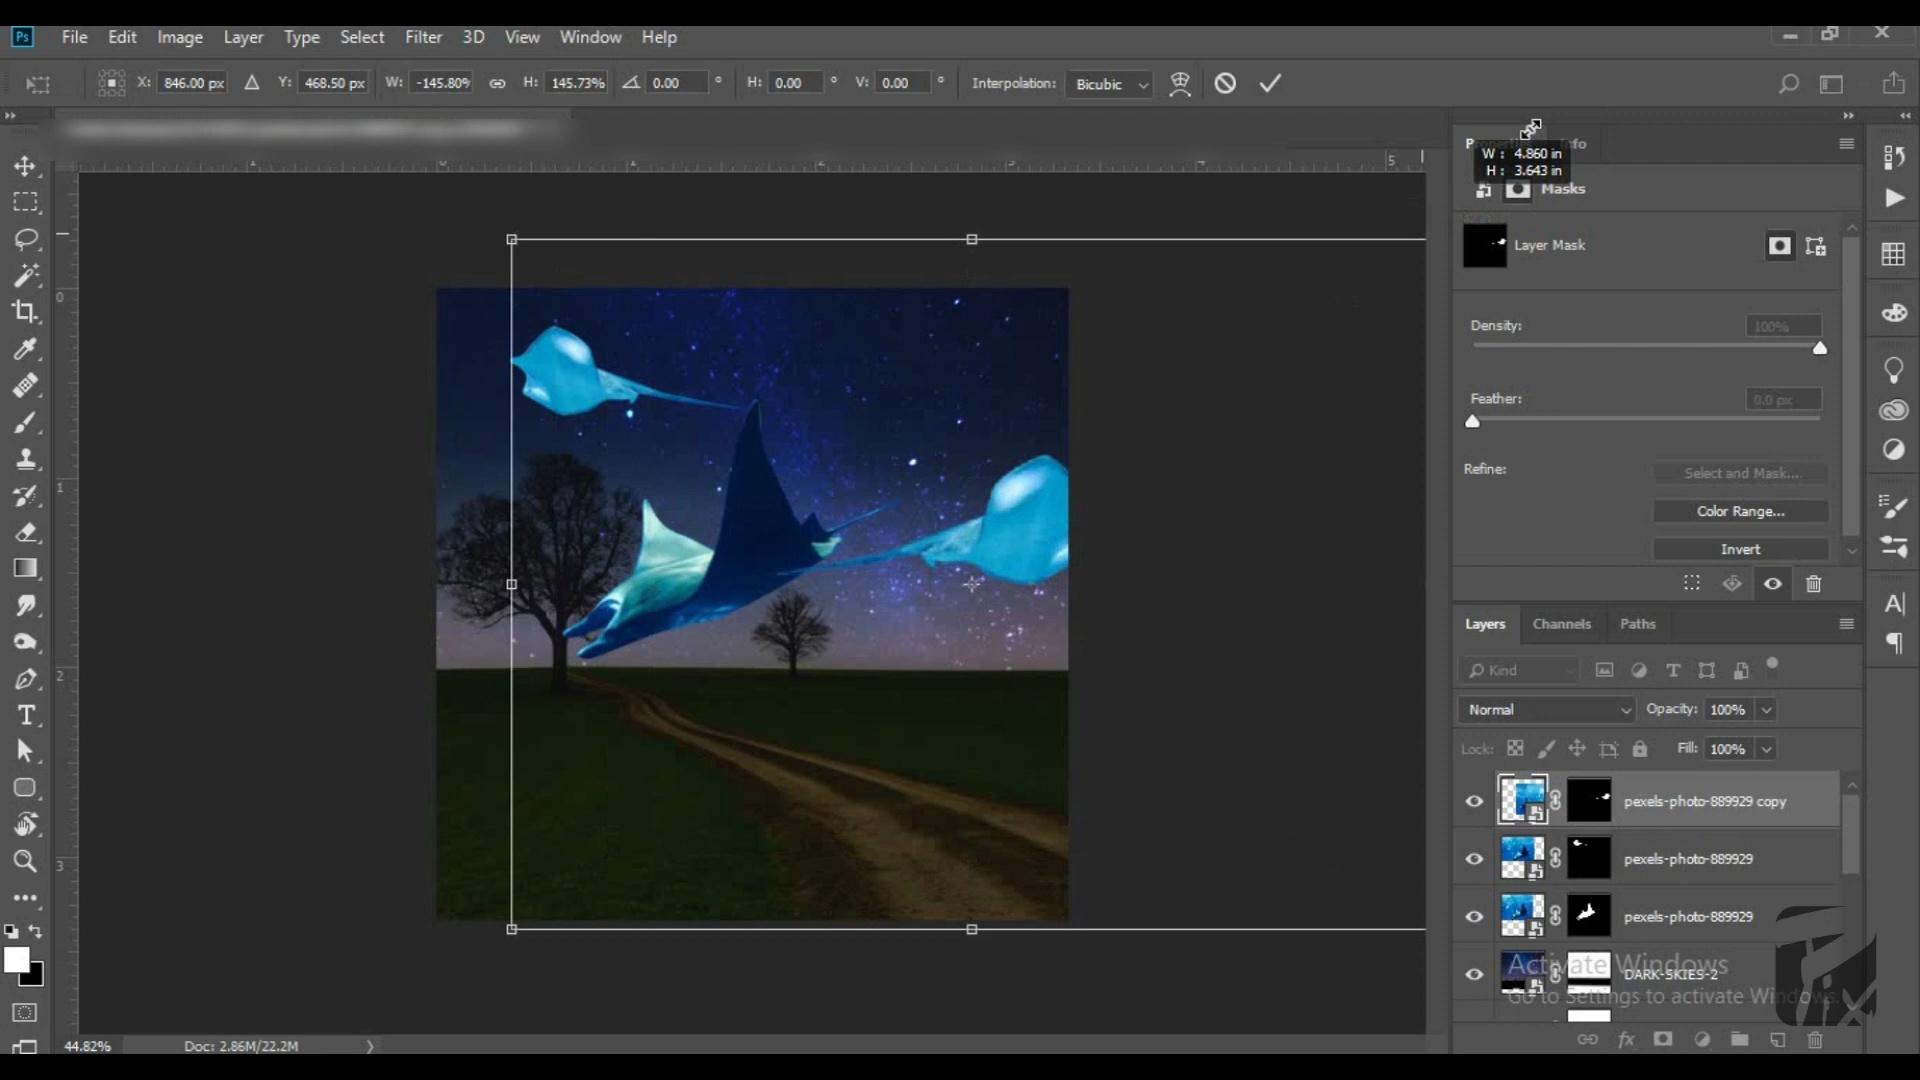 Ps File Edit Image Layer Type Select Filter 3D View Window Help
X: 846.00 px Y: 468.50 px W: -145.80% H: 145.73% 0.00 ° H: 0.00 ° V: 0.00 ° Interpolation: Bicubic
Info
W : 4.860 in
H : 3.643 in
Masks
Layer Mask
Density: 100%
Feather: 0.0 px
Refine: Select and Mask...
Color Range...
Invert
Layers Channels Paths
Kind
Normal Opacity: 100%
Lock: Fill: 100%
pexels-photo-889929 copy
pexels-photo-889929
pexels-photo-889929
DARK-SKIES-2
Activate Windows
Go to Settings to activate Windows.
44.82% Doc: 2.86M/22.2M